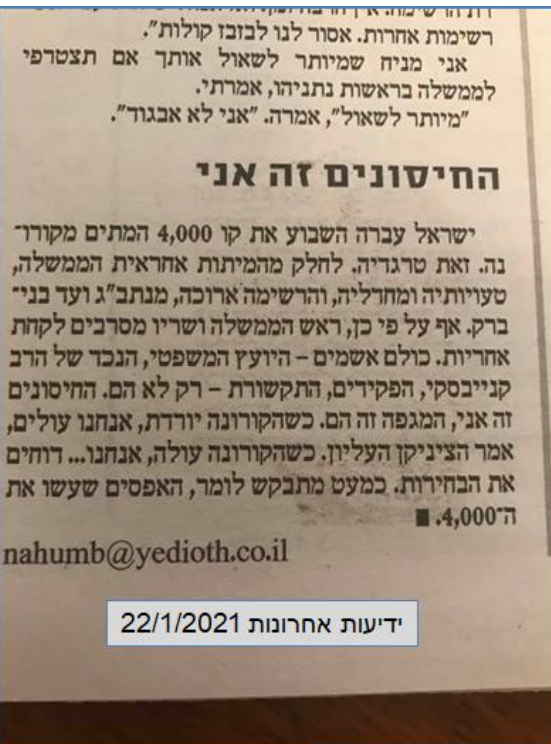 רשימות אחרות. אסור לנו לבזבז קולות".
אני מניח שמיותר לשאול אותך אם תצטרפי
לממשלה בראשות נתניהו, אמרתי.
"מיותר לשאול", אמרה. "אני לא אבגוד".
החיסונים זה אני
ישראל עברה השבוע את קו 4,000 המתים מקורו־
נה. זאת טרגדיה. לחלק מהמיתות אחראית הממשלה,
טעויותיה ומחדליה, והרשימה ארוכה, מנתב"ג ועד בני־
ברק. אף על פי כן, ראש הממשלה ושריו מסרבים לקחת
אחריות. כולם אשמים – היועץ המשפטי, הנכד של הרב
קנייבסקי, הפקידים, התקשורת – רק לא הם. החיסונים
זה אני, המגפה זה הם. כשהקורונה יורדת, אנחנו עולים,
אמר הציניקן העליון. כשהקורונה עולה, אנחנו... דוחים
את הבחירות. כמעט מתבקש לומר, האפסים שעשו את
ה־4,000. ■
nahumb@yedioth.co.il
ידיעות אחרונות 22/1/2021